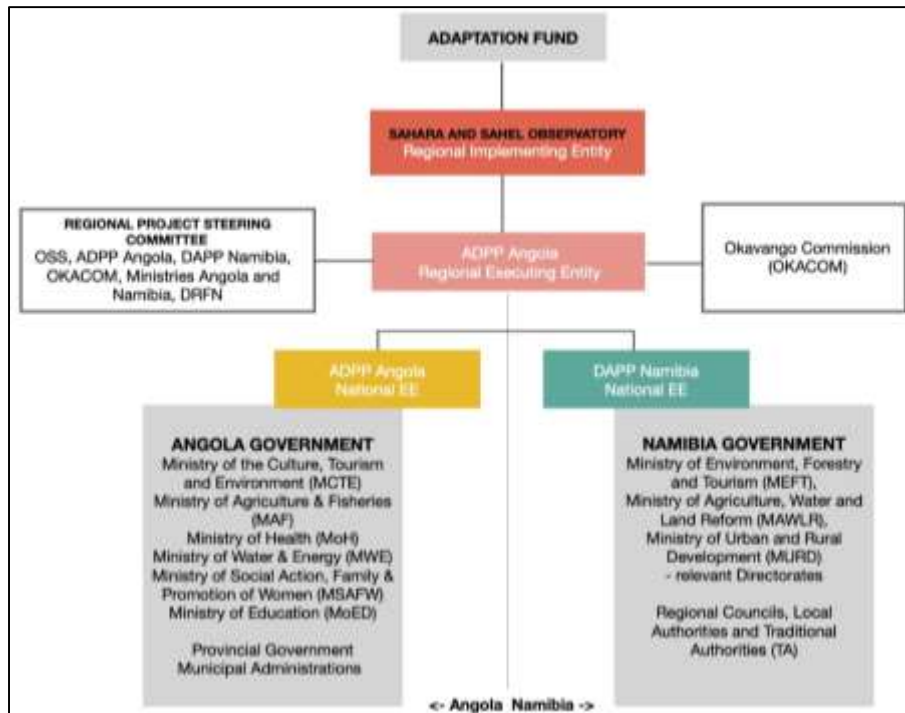 ADAPTATION FUND
SAHARA AND SAHEL OBSERVATORY
Regional Implementing Entity
REGIONAL PROJECT STEERING
COMMITTEE
OSS, ADPP Angola, DAPP Namibia,
OKACOM, Ministries Angola and
Namibia, DRFN
ADPP Angola
Regional Executing Entity
Okavango Commission
(OKACOM)
ADPP Angola
National EE
DAPP Namibia
National EE
ANGOLA GOVERNMENT
Ministry of the Culture, Tourism
and Environment (MCTE)
Ministry of Agriculture & Fisheries
(MAF)
Ministry of Health (MoH)
Ministry of Water & Energy (MWE)
Ministry of Social Action, Family &
Promotion of Women (MSAFW)
Ministry of Education (MoED)
Provincial Government
Municipal Administrations
NAMIBIA GOVERNMENT
Ministry of Environment, Forestry
and Tourism (MEFT),
Ministry of Agriculture, Water and
Land Reform (MAWLR),
Ministry of Urban and Rural
Development (MURD)
- relevant Directorates
Regional Councils, Local
Authorities and Traditional
Authorities (TA)
<- Angola Namibia ->